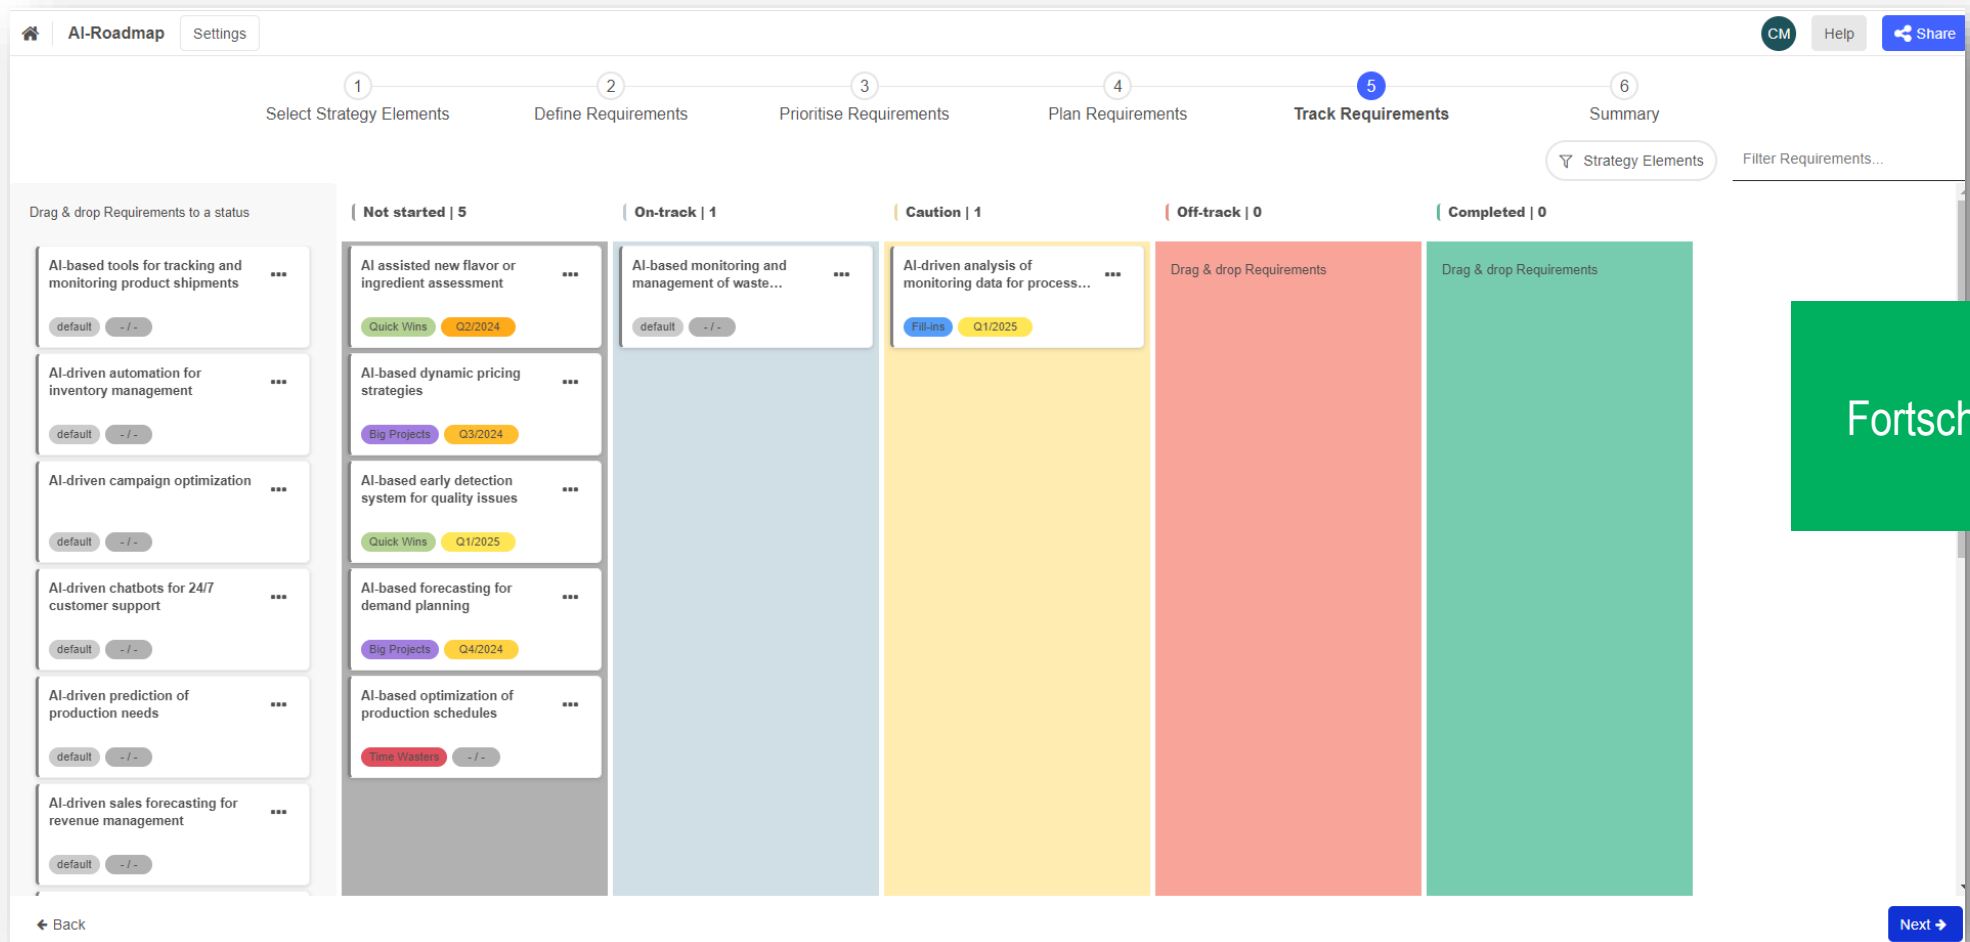 AI-Roadmap
Settings
CM
Help
Share
1
Select Strategy Elements
2
Define Requirements
3
Prioritise Requirements
4
Plan Requirements
5
Track Requirements
6
Summary
Strategy Elements
Filter Requirements...
Drag & drop Requirements to a status
AI-based tools for tracking and
monitoring product shipments
default
- / -
AI-driven automation for
inventory management
default
- / -
AI-driven campaign optimization
default
- / -
AI-driven chatbots for 24/7
customer support
default
- / -
AI-driven prediction of
production needs
default
- / -
AI-driven sales forecasting for
revenue management
default
- / -
Not started | 5
AI assisted new flavor or
ingredient assessment
Quick Wins
Q2/2024
AI-based dynamic pricing
strategies
Big Projects
Q3/2024
AI-based early detection
system for quality issues
Quick Wins
Q1/2025
AI-based forecasting for
demand planning
Big Projects
Q4/2024
AI-based optimization of
production schedules
Time Wasters
- / -
On-track | 1
AI-based monitoring and
management of waste...
default
- / -
Caution | 1
AI-driven analysis of
monitoring data for process...
Fill-ins
Q1/2025
Off-track | 0
Drag & drop Requirements
Completed | 0
Drag & drop Requirements
Fortsch
Back
Next